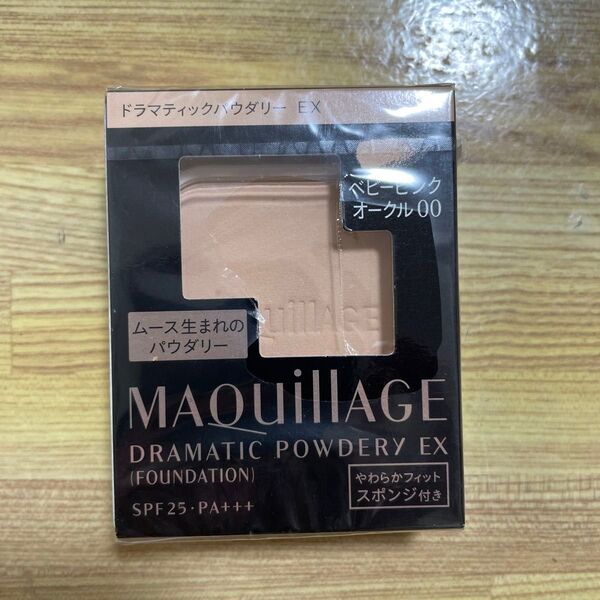 ドラマティックパウダリー EX
ベビーピンク
オークル00
quillAGE
ムース生まれの
パウダリー
MAQuillAGE
DRAMATIC POWDERY EX
(FOUNDATION)
やわらかフィット
スポンジ付き
SPF25・PA+++